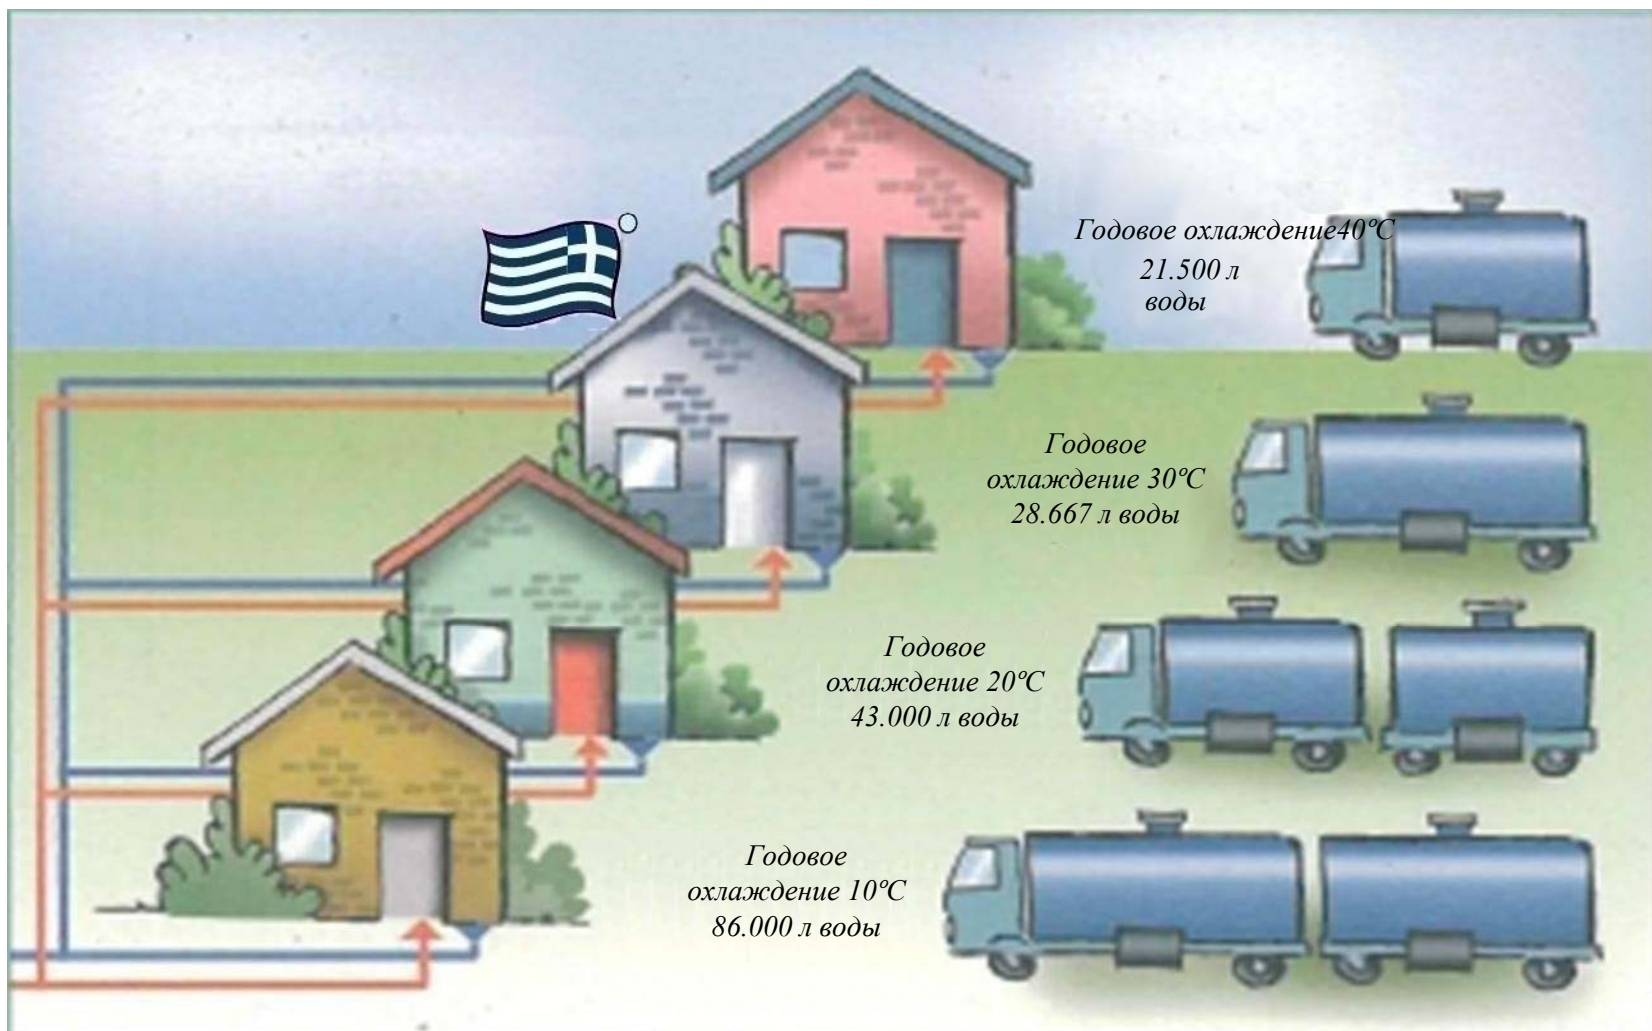 Годовое охлаждение40ºС
21.500 л
воды
Годовое
охлаждение 30ºС
28.667 л воды
Годовое
охлаждение 20ºС
43.000 л воды
Годовое
охлаждение 10ºС
86.000 л воды